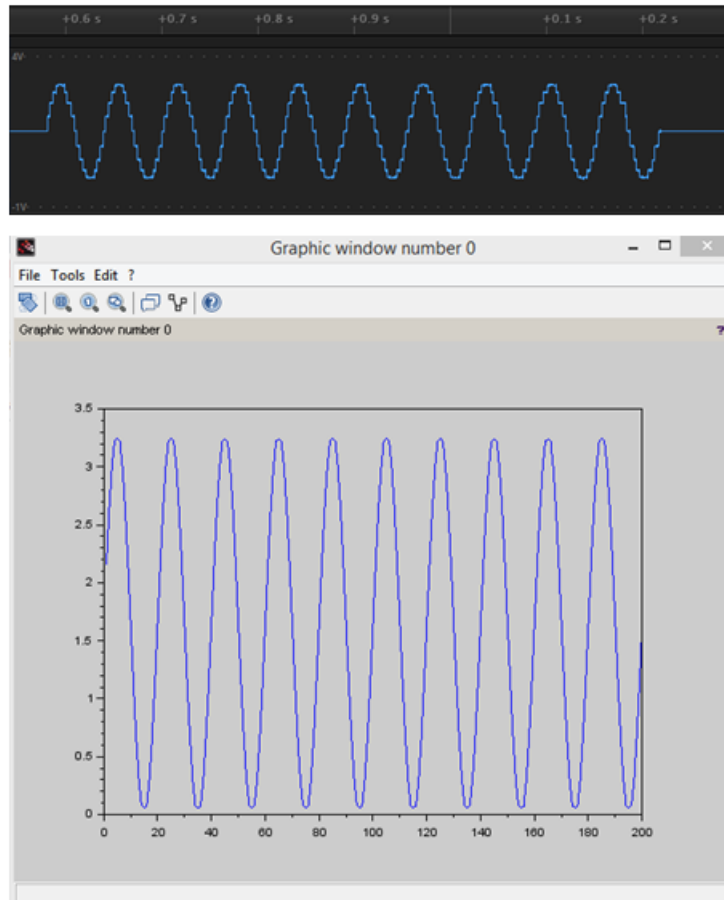 +0.6 s +0.7 s +0.8 s +0.9 s +0.1 s +0.2 s
4V
-1V
Graphic window number 0
File Tools Edit ?
Graphic window number 0 ?
3.5
3
2.5
2
1.5
1
0.5
0
0 20 40 60 80 100 120 140 160 180 200